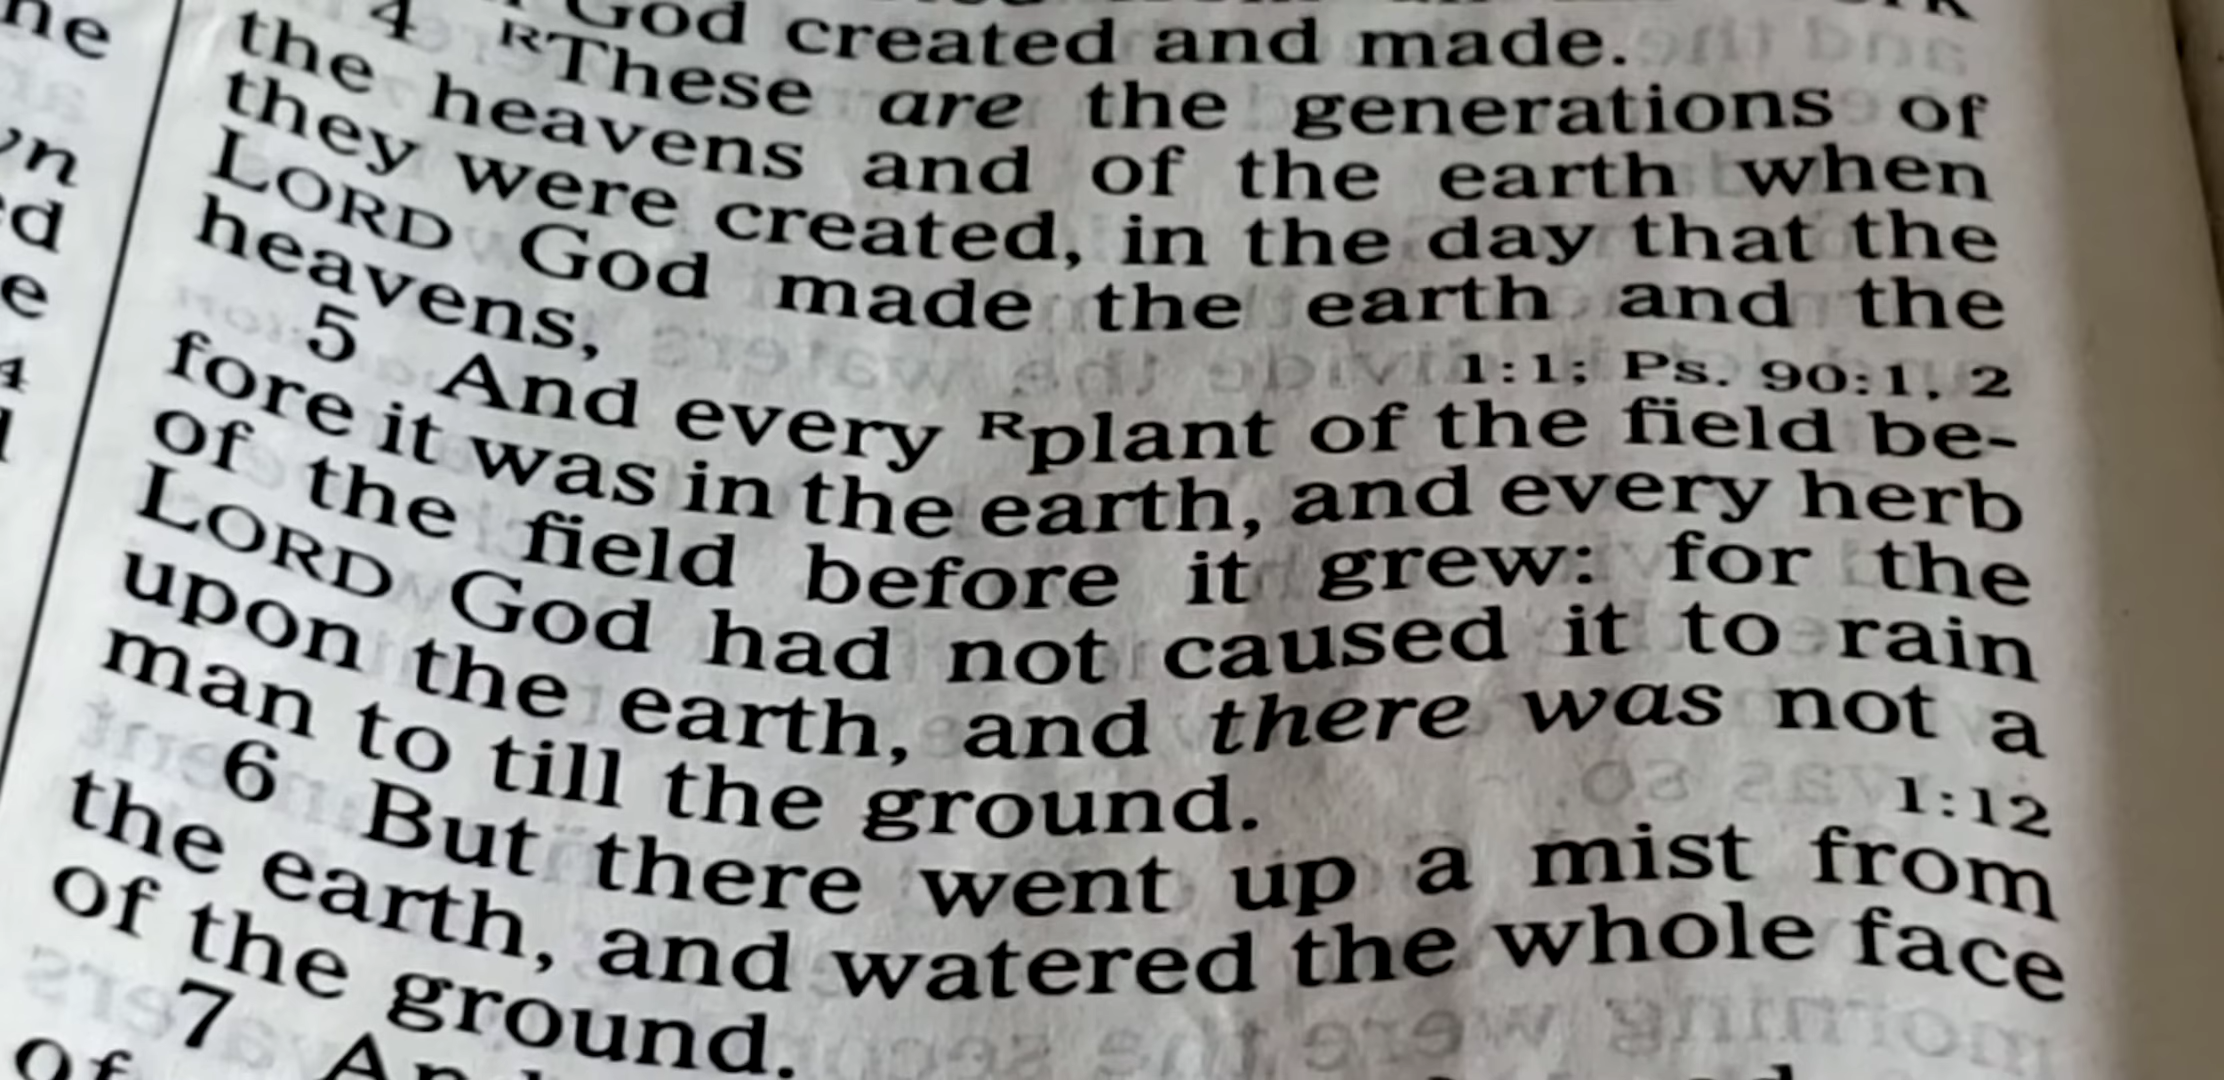 God created and made.
4 RThese are the generations of
the heavens and of the earth when
they were created, in the day that the
LORD God made the earth and the
heavens,
1:1; Ps. 90:1, 2
5 And every Rplant of the field be-
fore it was in the earth, and every herb
of the field before it grew: for the
LORD God had not caused it to rain
upon the earth, and there was not a
man to till the ground.
1:12
6 But there went up a mist from
the earth, and watered the whole face
of the ground.
7
of